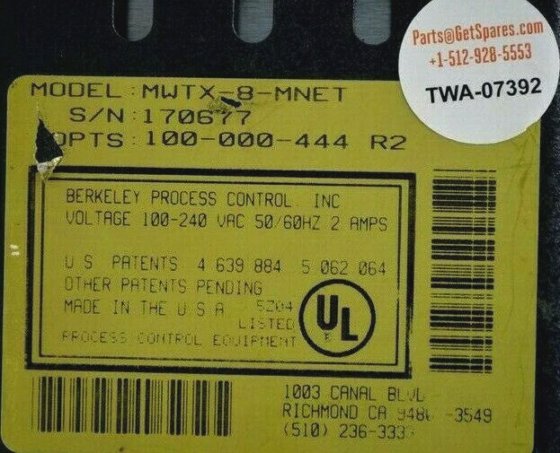 Parts@GetSpares.com
+1-512-928-5553
TWA-07392
MODEL: MWTX-8-MNET
S/N: 170677
OPTS: 100-000-444 R2
BERKELEY PROCESS CONTROL INC
VOLTAGE 100-240 VAC 50/60HZ 2 AMPS
U S PATENTS 4 639 884 5 062 064
OTHER PATENTS PENDING
MADE IN THE U S A 5204
LISTED
PROCESS CONTROL EQUIPMENT
UL
1003 CANAL BLVD
RICHMOND CA -3549
(510) 236-